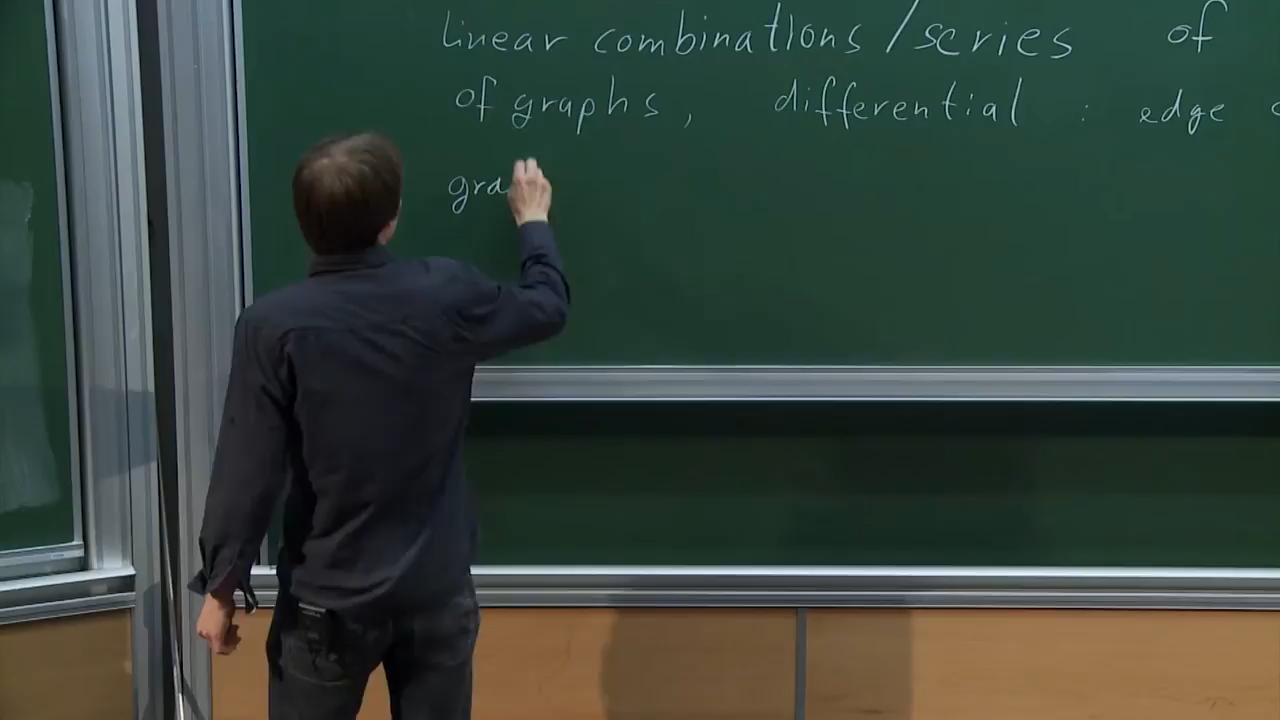 linear combinations/series of
of graphs, differential : edge
gra